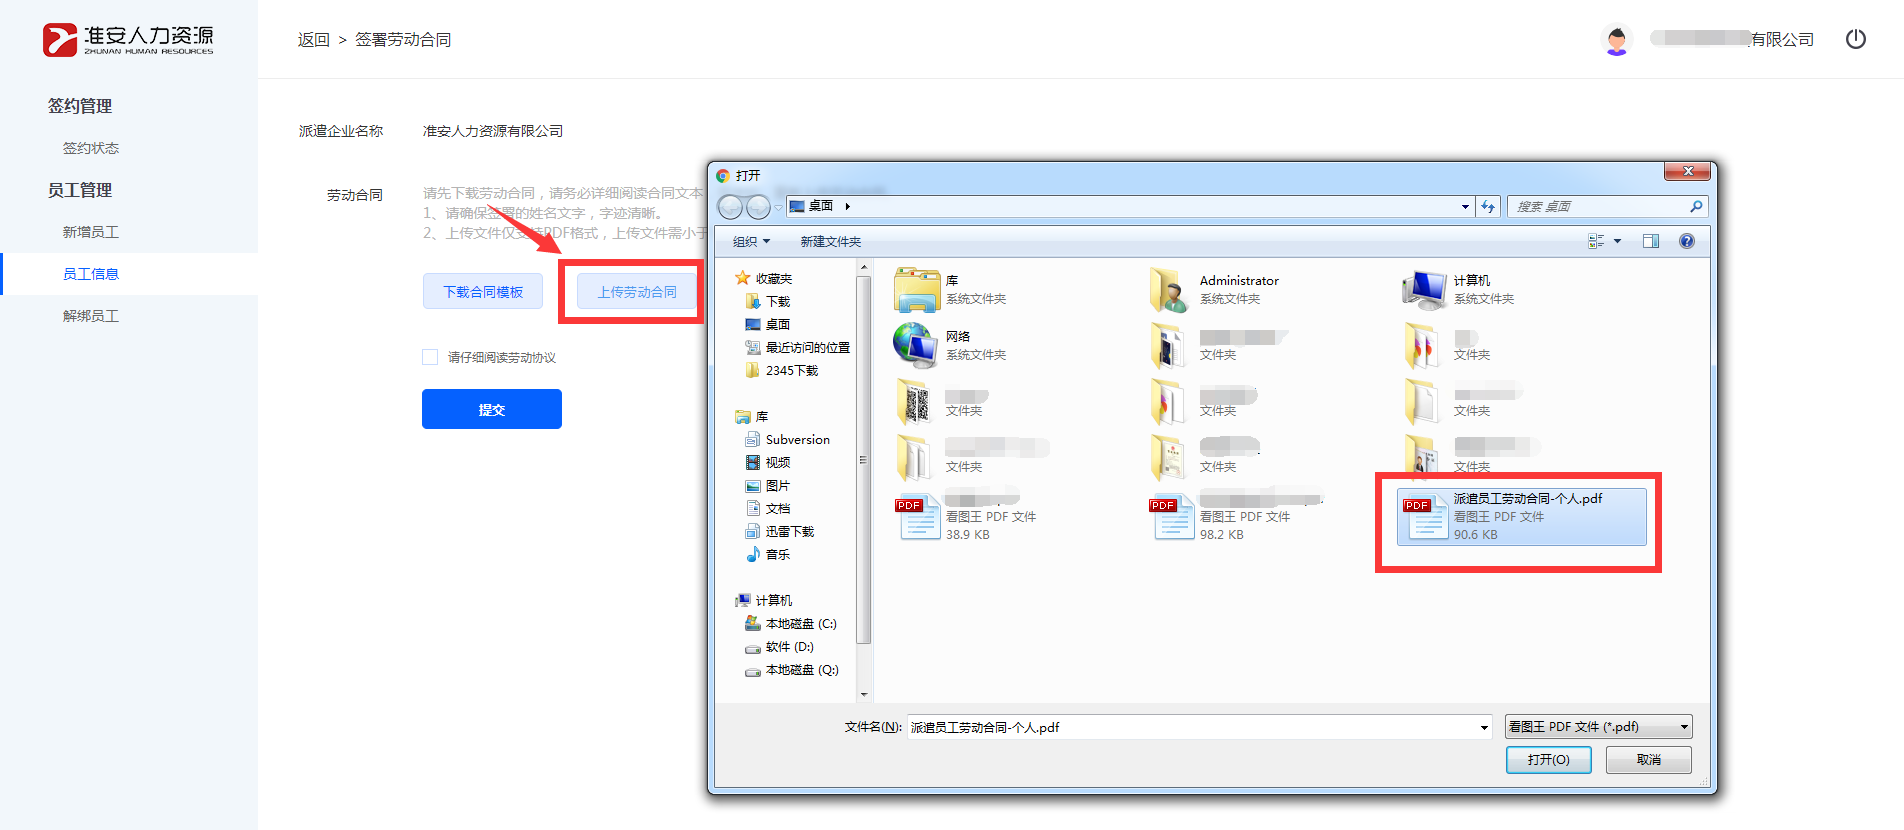 准安人力资源
ZHUNAN HUMAN RESOURCES
返回 > 签署劳动合同
有限公司
签约管理
签约状态
员工管理
新增员工
员工信息
解绑员工
派遣企业名称
准安人力资源有限公司
劳动合同
请先下载劳动合同，请务必详细阅读合同文本
1、请确保签署的姓名文字，字迹清晰。
2、上传文件仅支持PDF格式，上传文件需小于
下载合同模板
上传劳动合同
请仔细阅读劳动协议
提交
打开
桌面
搜索 桌面
组织
新建文件夹
收藏夹
下载
桌面
最近访问的位置
2345下载
库
Subversion
视频
图片
文档
迅雷下载
音乐
计算机
本地磁盘 (C:)
软件 (D:)
本地磁盘 (Q:)
库
系统文件夹
Administrator
系统文件夹
计算机
系统文件夹
网络
系统文件夹
文件夹
文件夹
文件夹
文件夹
文件夹
文件夹
文件夹
文件夹
PDF
看图王 PDF 文件
38.9 KB
PDF
看图王 PDF 文件
98.2 KB
PDF
派遣员工劳动合同-个人.pdf
看图王 PDF 文件
90.6 KB
文件名(N):
派遣员工劳动合同-个人.pdf
看图王 PDF 文件 (*.pdf)
打开(O)
取消